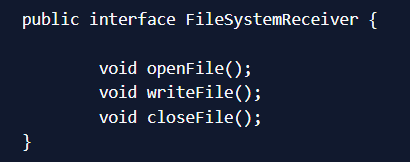 public interface FileSystemReceiver {
void openFile();
void writeFile();
void closeFile();
}